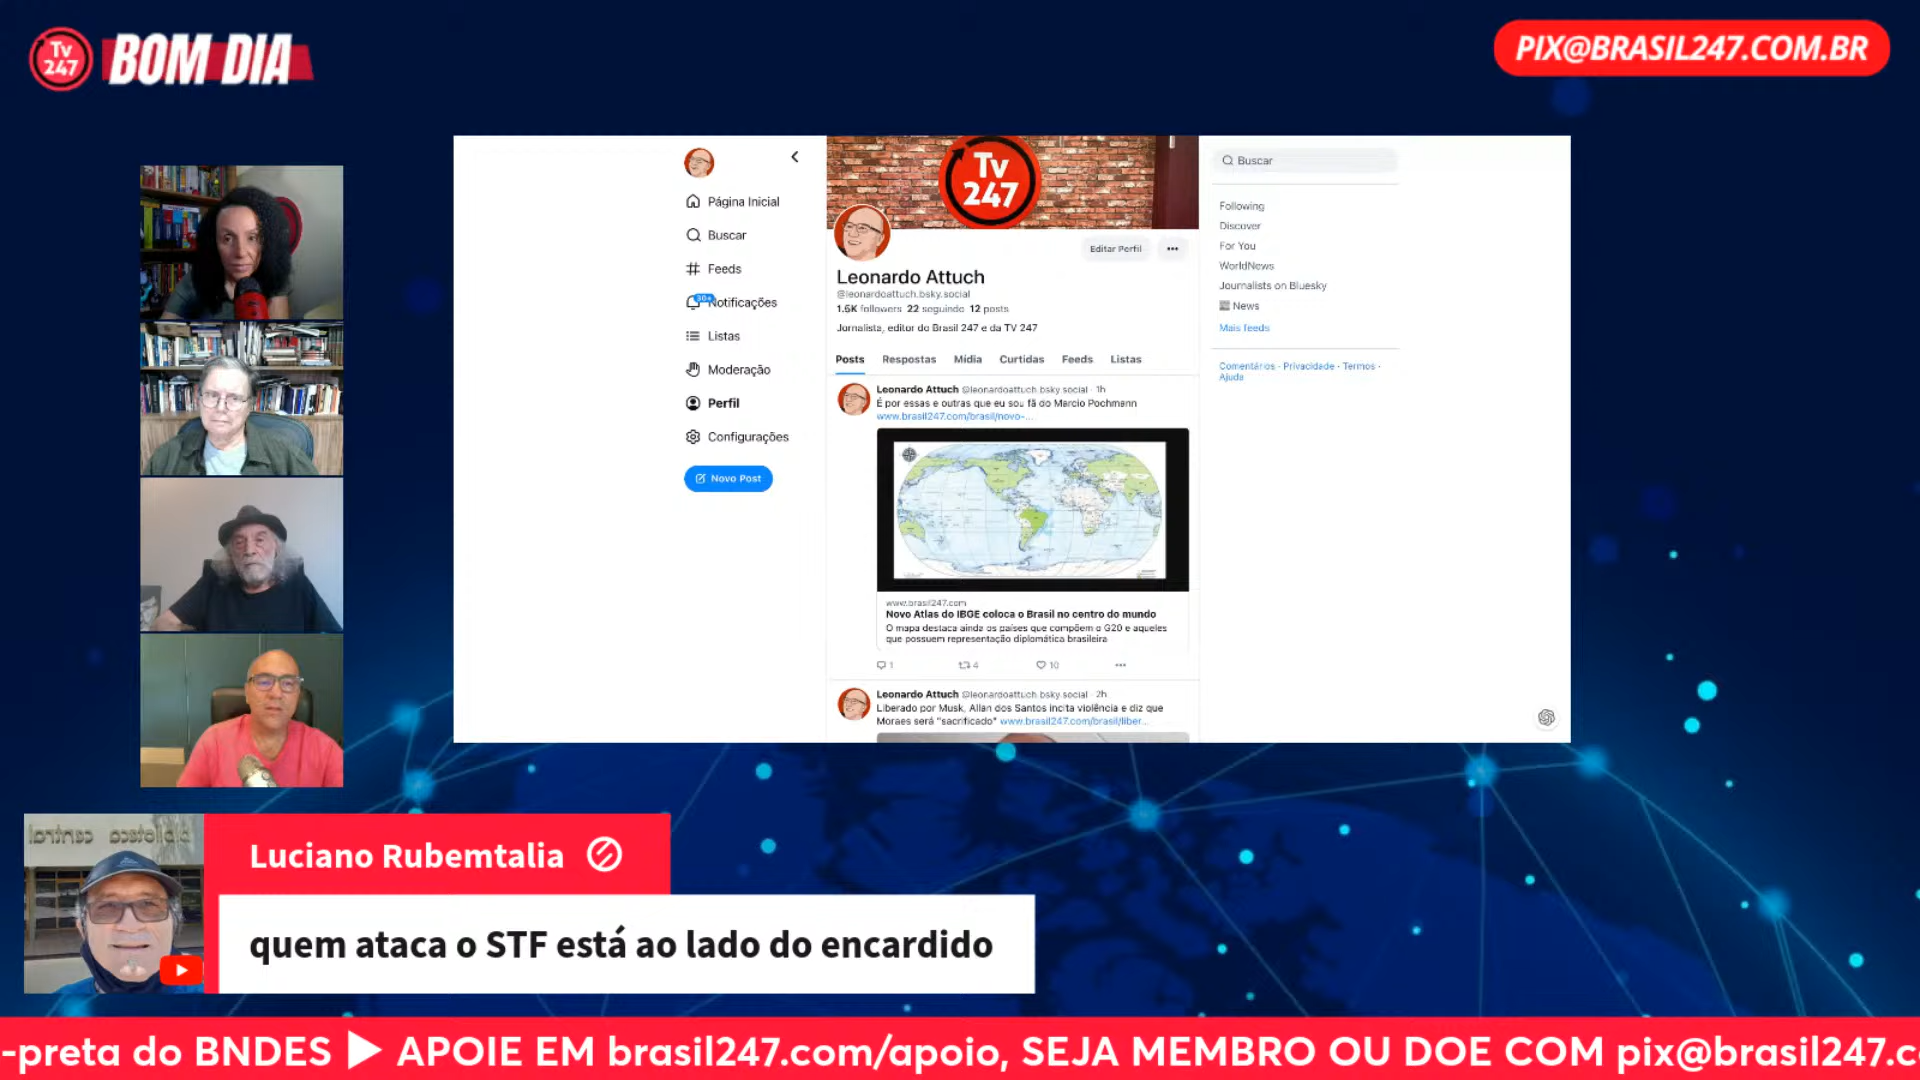 Tv
247
BOM DIA
PIX@BRASIL247.COM.BR
Página Inicial
Buscar
Feeds
30+
Notificações
Listas
Moderação
Perfil
Configurações
Novo Post
Tv
247
Editar Perfil
Leonardo Attuch
@leonardoattuch.bsky.social
1.6K followers 22 seguindo 12 posts
Jornalista, editor do Brasil 247 e da TV 247
Posts Respostas Mídia Curtidas Feeds Listas
Leonardo Attuch @leonardoattuch.bsky.social · 1h
É por essas e outras que eu sou fã do Marcio Pochmann
www.brasil247.com/brasil/novo-...
www.brasil247.com
Novo Atlas do IBGE coloca o Brasil no centro do mundo
O mapa destaca ainda os países que compõem o G20 e aqueles
que possuem representação diplomática brasileira
1 4 10
Leonardo Attuch @leonardoattuch.bsky.social · 2h
Liberado por Musk, Allan dos Santos incita violência e diz que
Moraes será "sacrificado" www.brasil247.com/brasil/liber...
Buscar
Following
Discover
For You
WorldNews
Journalists on Bluesky
News
Mais feeds
Comentários · Privacidade · Termos ·
Ajuda
biblioteca central
Luciano Rubemtalia
quem ataca o STF está ao lado do encardido
-preta do BNDES ▶ APOIE EM brasil247.com/apoio, SEJA MEMBRO OU DOE COM pix@brasil247.c